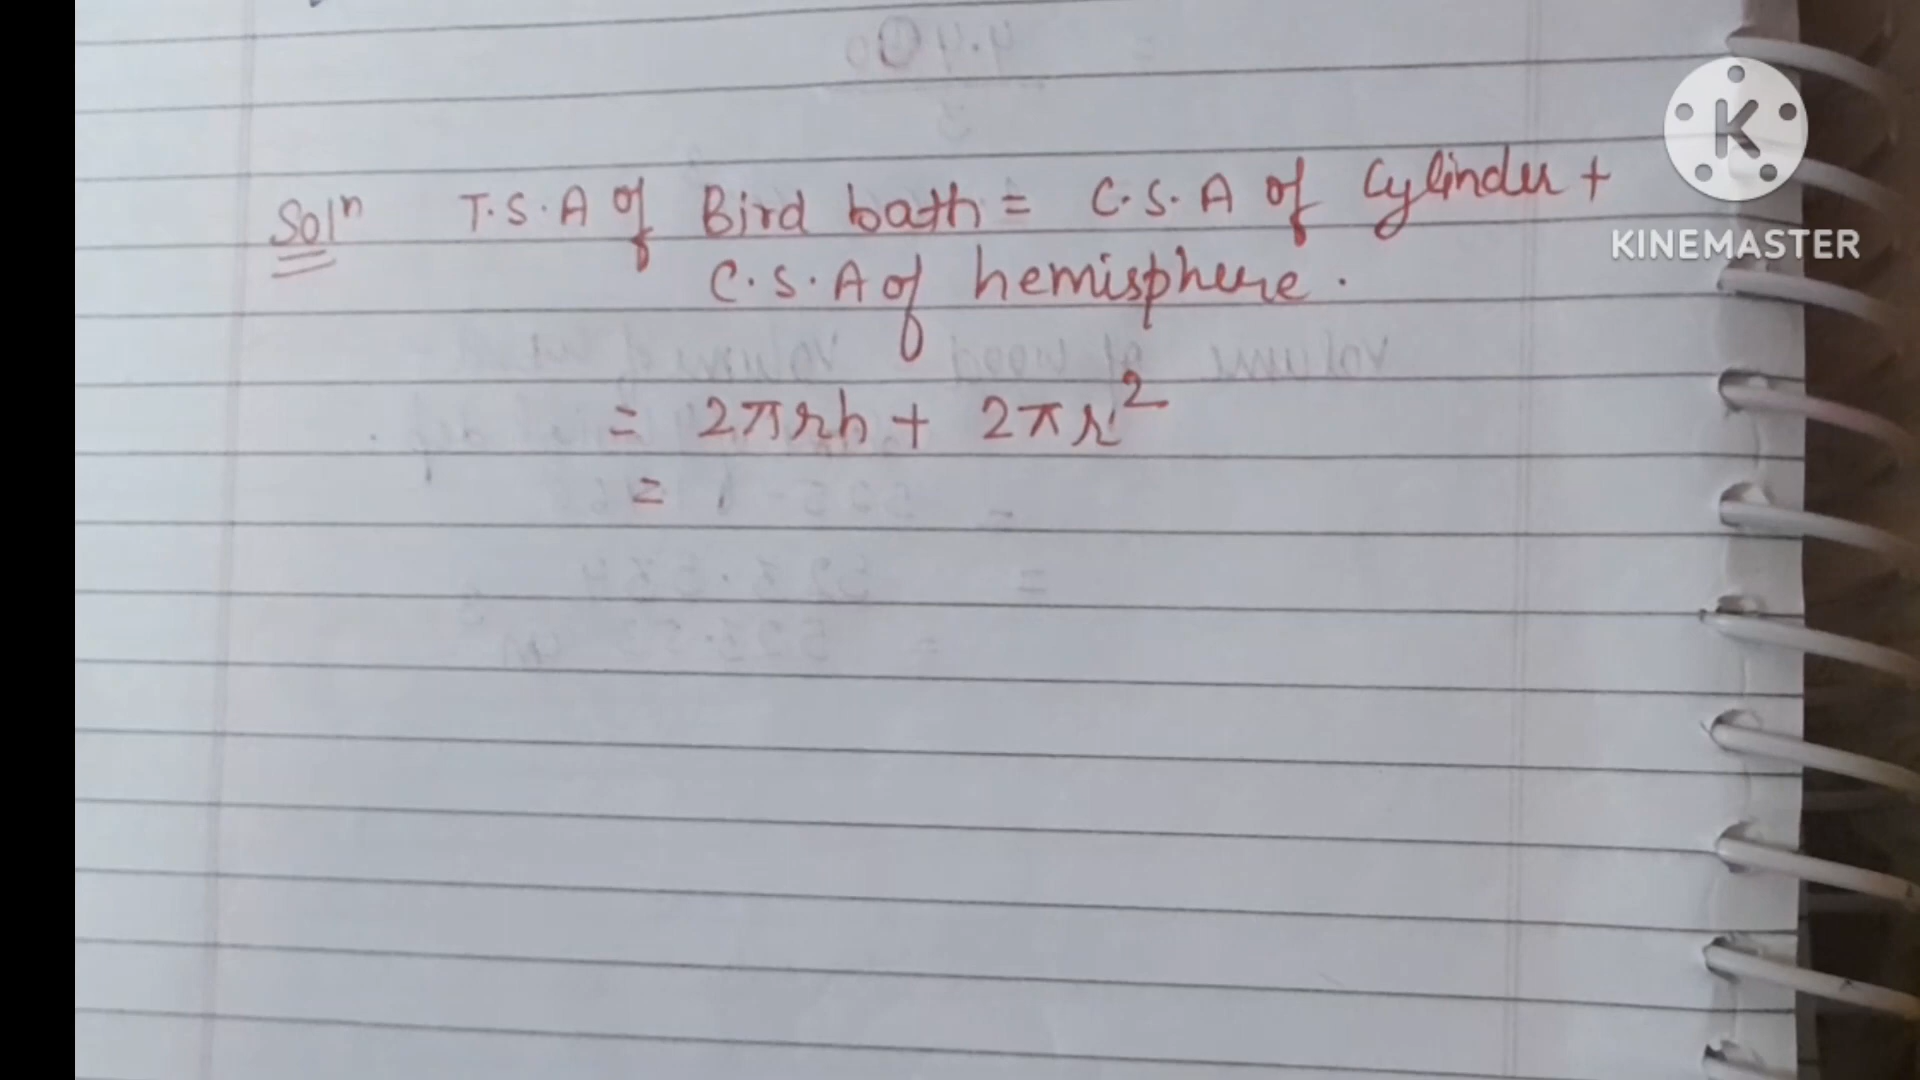 Solⁿ T.S.A of Bird bath = C.S.A of Cylinder +
C.S.A of hemisphere.
= 2πrh + 2πr²
=
KINEMASTER